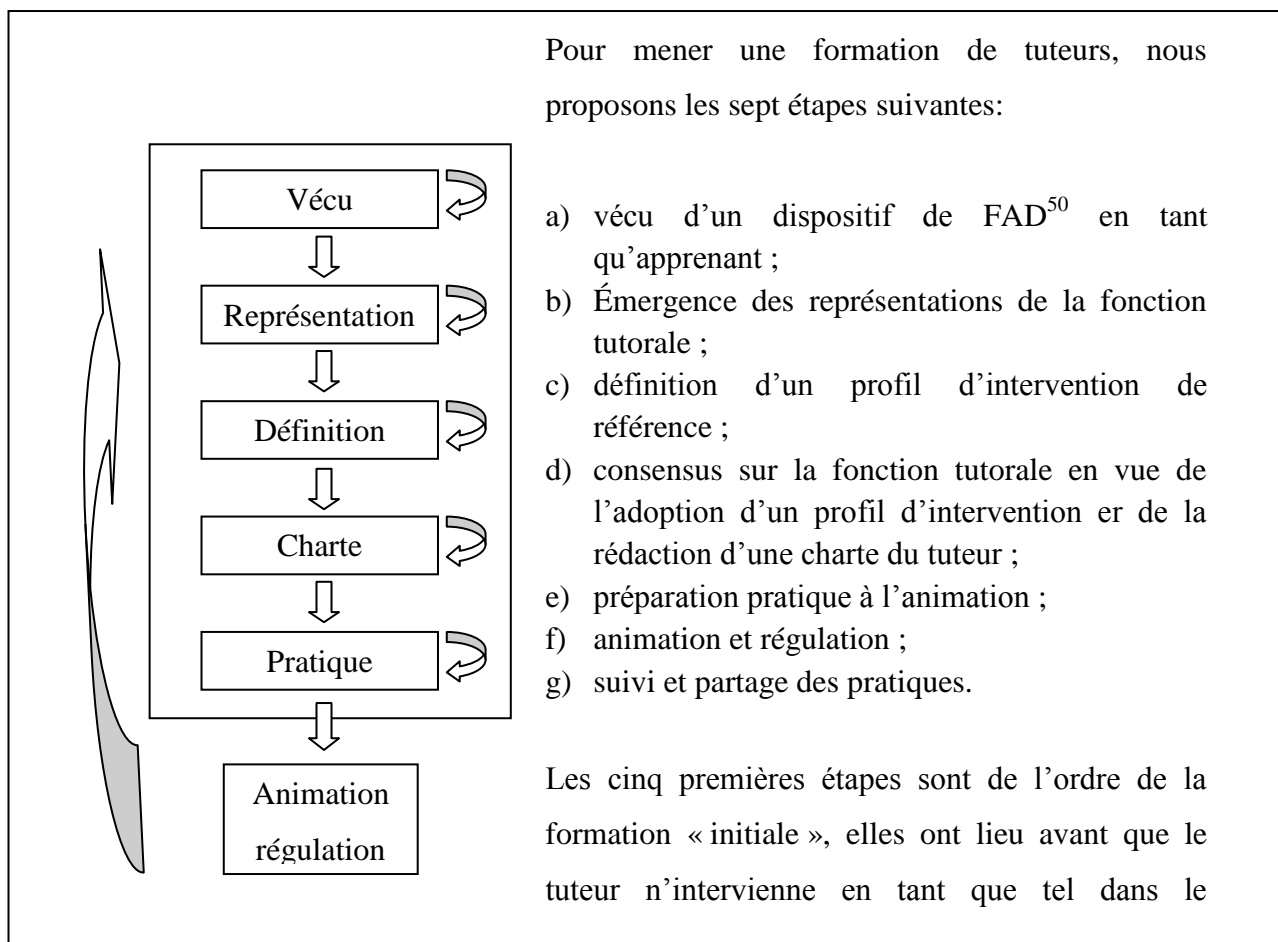 Pour mener une formation de tuteurs, nous
proposons les sept étapes suivantes:
Vécu
Représentation
Définition
Charte
Pratique
Animation
régulation
a) vécu d’un dispositif de FAD50 en tant
qu’apprenant ;
b) Émergence des représentations de la fonction
tutorale ;
c) définition d’un profil d’intervention de
référence ;
d) consensus sur la fonction tutorale en vue de
l’adoption d’un profil d’intervention er de la
rédaction d’une charte du tuteur ;
e) préparation pratique à l’animation ;
f) animation et régulation ;
g) suivi et partage des pratiques.
Les cinq premières étapes sont de l’ordre de la
formation « initiale », elles ont lieu avant que le
tuteur n’intervienne en tant que tel dans le